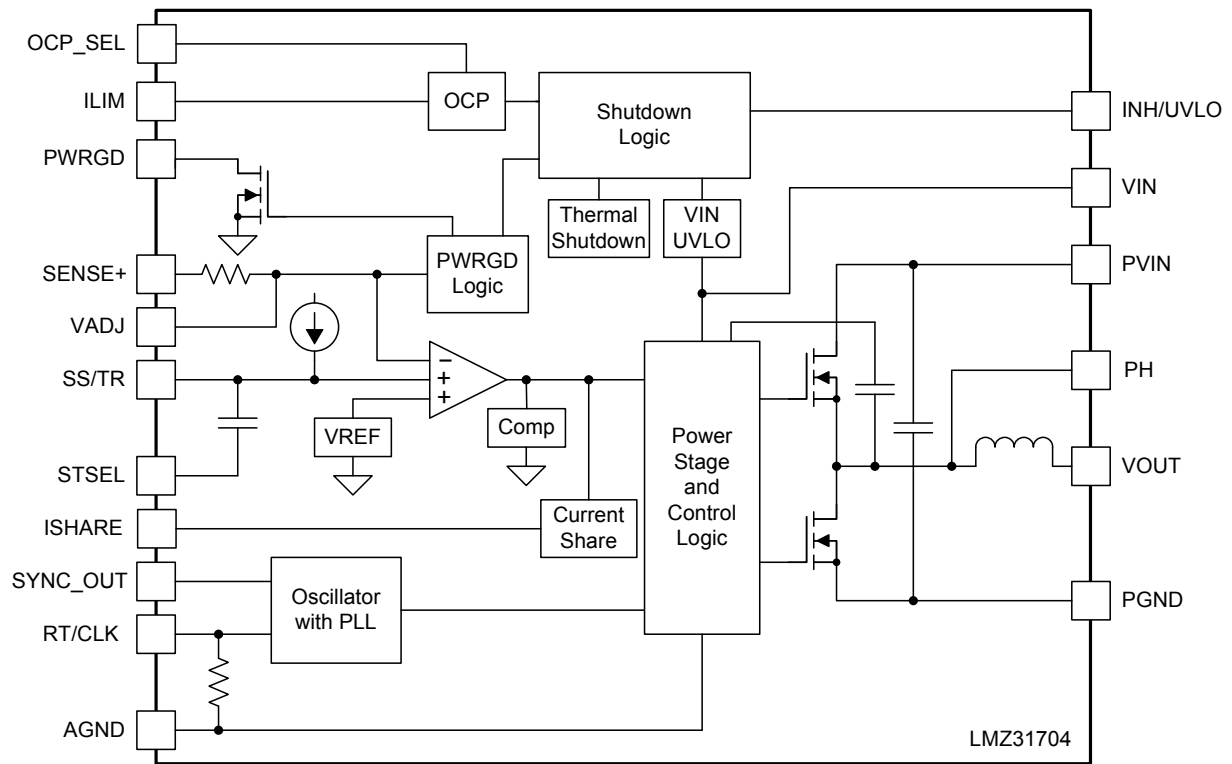 OCP_SEL
ILIM
PWRGD
SENSE+
VADJ
SS/TR
STSEL
ISHARE
SYNC_OUT
RT/CLK
AGND
OCP
Shutdown
Logic
Thermal
Shutdown
VIN
UVLO
PWRGD
Logic
−
+
+
VREF
Comp
Current
Share
Oscillator
with PLL
Power
Stage
and
Control
Logic
INH/UVLO
VIN
PVIN
PH
VOUT
PGND
LMZ31704